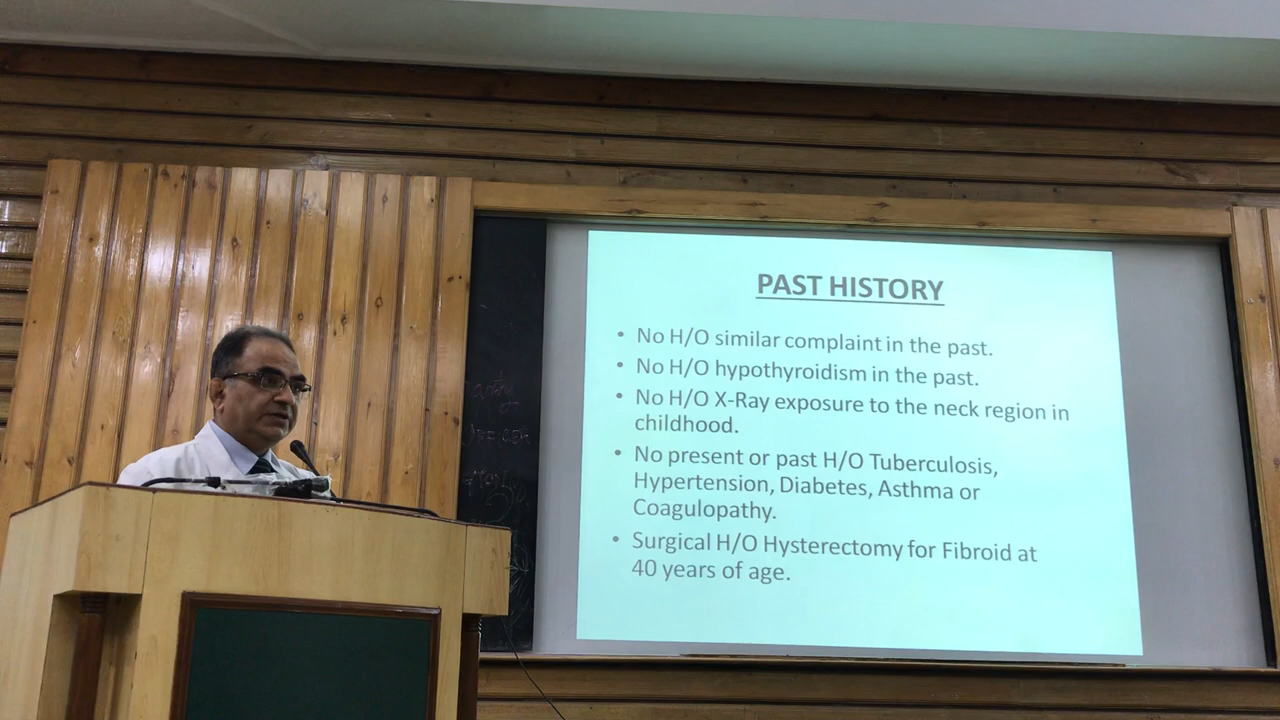 PAST HISTORY
• No H/O similar complaint in the past.
• No H/O hypothyroidism in the past.
• No H/O X-Ray exposure to the neck region in
childhood.
• No present or past H/O Tuberculosis,
Hypertension, Diabetes, Asthma or
Coagulopathy.
• Surgical H/O Hysterectomy for Fibroid at
40 years of age.